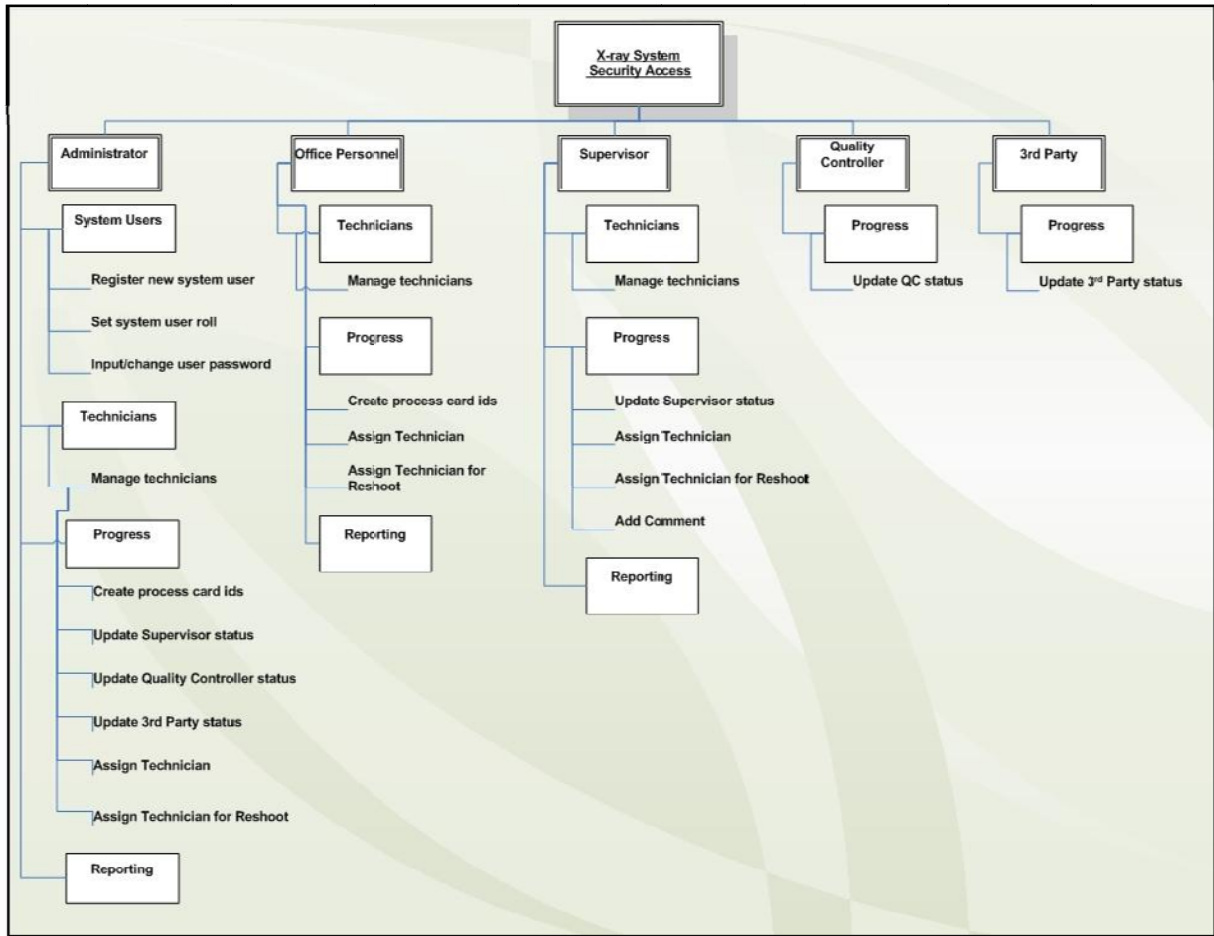 X-ray System
Security Access
Administrator
System Users
Register new system user
Set system user roll
Input/change user password
Technicians
Manage technicians
Progress
Create process card ids
Update Supervisor status
Update Quality Controller status
Update 3rd Party status
Assign Technician
Assign Technician for Reshoot
Reporting
Office Personnel
Technicians
Manage technicians
Progress
Create process card ids
Assign Technician
Assign Technician for
Reshoot
Reporting
Supervisor
Technicians
Manage technicians
Progress
Update Supervisor status
Assign Technician
Assign Technician for Reshoot
Add Comment
Reporting
Quality
Controller
Progress
Update QC status
3rd Party
Progress
Update 3rd Party status